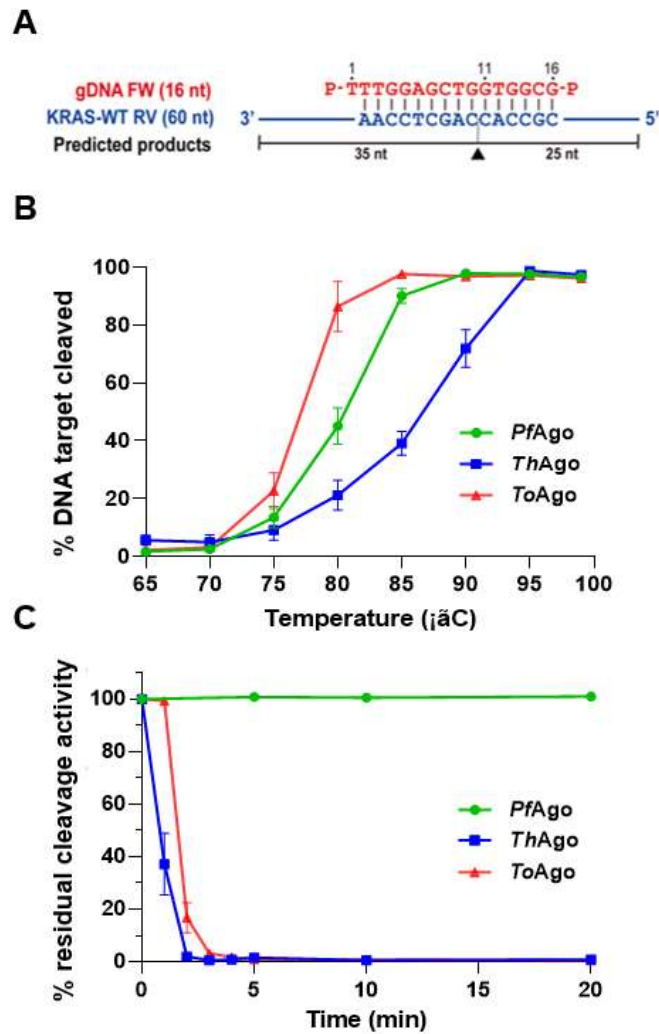 A
1 11 16
gDNA FW (16 nt) P-TTTGGAGCTGGTGGCG-P
KRAS-WT RV (60 nt) 3' AACCTCGACCACCGC 5'
Predicted products 35 nt 25 nt
B
% DNA target cleaved
100
80
60
40
20
0
PfAgo
ThAgo
ToAgo
65 70 75 80 85 90 95 100
Temperature (¡ãC)
C
% residual cleavage activity
100
80
60
40
20
0
PfAgo
ThAgo
ToAgo
0 5 10 15 20
Time (min)